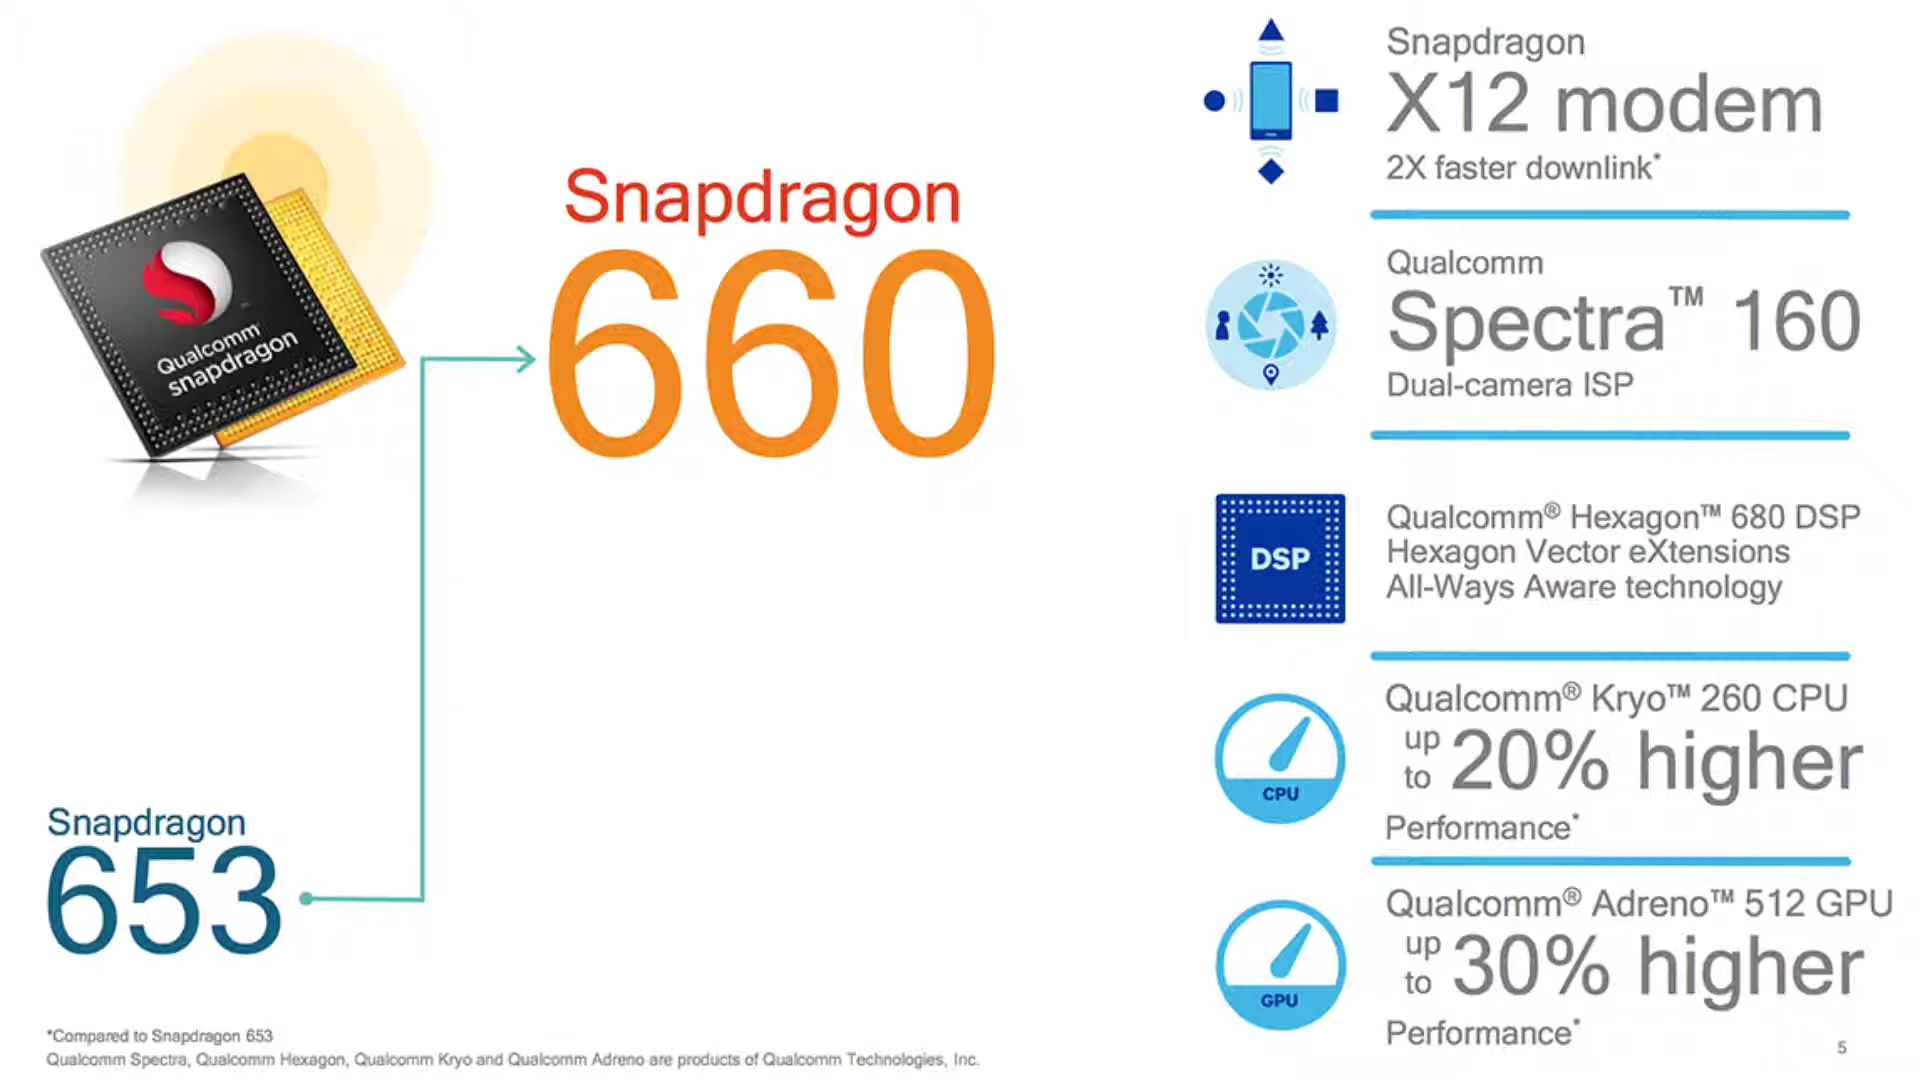 Qualcomm
snapdragon
Snapdragon
660
Snapdragon
653
Snapdragon
X12 modem
2X faster downlink*
Qualcomm
Spectra™ 160
Dual-camera ISP
DSP
Qualcomm® Hexagon™ 680 DSP
Hexagon Vector eXtensions
All-Ways Aware technology
CPU
Qualcomm® Kryo™ 260 CPU
up to 20% higher
Performance*
GPU
Qualcomm® Adreno™ 512 GPU
up to 30% higher
Performance*
*Compared to Snapdragon 653
Qualcomm Spectra, Qualcomm Hexagon, Qualcomm Kryo and Qualcomm Adreno are products of Qualcomm Technologies, Inc.
5